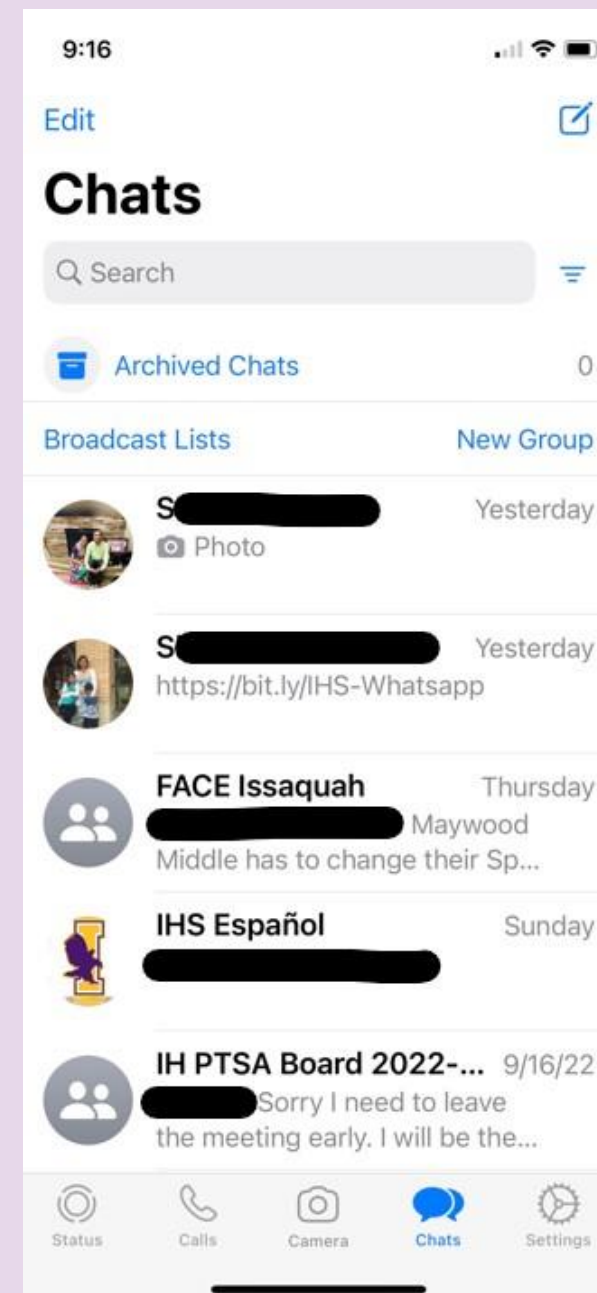 9:16
Edit
Chats
Search
Archived Chats 0
Broadcast Lists New Group
S Yesterday
Photo
S Yesterday
https://bit.ly/IHS-Whatsapp
FACE Issaquah Thursday
Maywood
Middle has to change their Sp...
IHS Español Sunday
IH PTSA Board 2022-... 9/16/22
Sorry I need to leave
the meeting early. I will be the...
Status Calls Camera Chats Settings